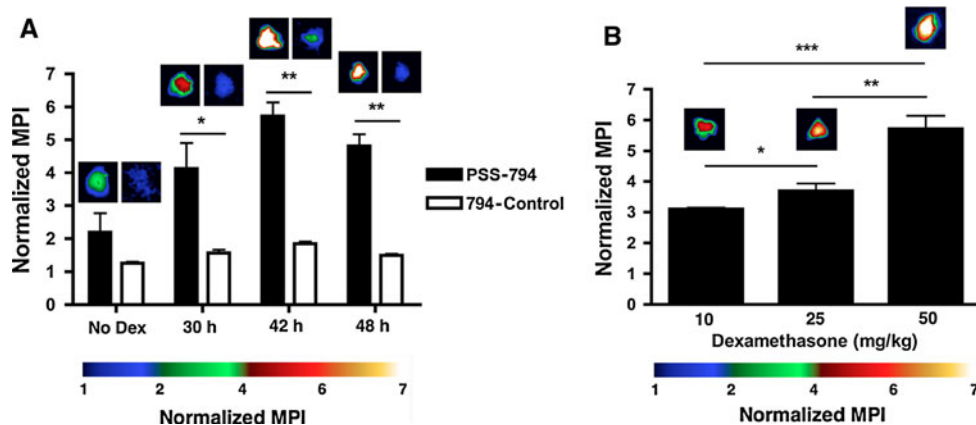 A
Normalized MPI
7
6
5
4
3
2
1
0
*
**
**
PSS-794
794-Control
No Dex 30 h 42 h 48 h
1 2 4 6 7
Normalized MPI
B
Normalized MPI
7
6
5
4
3
2
1
0
***
**
*
10 25 50
Dexamethasone (mg/kg)
1 2 4 6 7
Normalized MPI